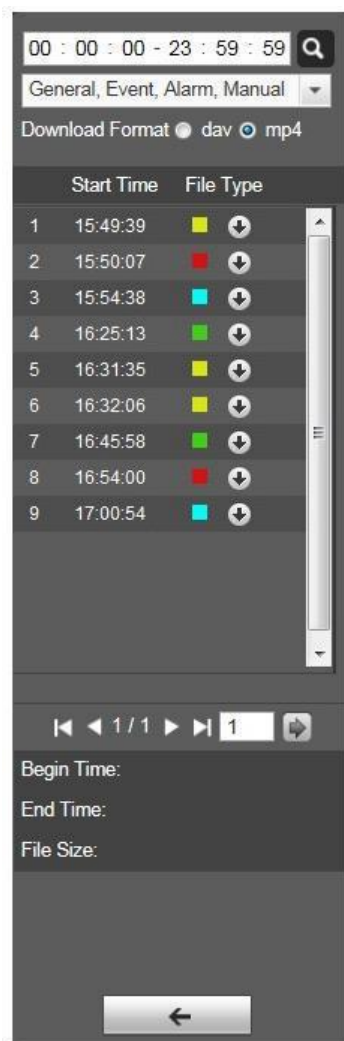 00 : 00 : 00 - 23 : 59 : 59
General, Event, Alarm, Manual
Download Format dav mp4
Start Time File Type
1 15:49:39
2 15:50:07
3 15:54:38
4 16:25:13
5 16:31:35
6 16:32:06
7 16:45:58
8 16:54:00
9 17:00:54
1 / 1 1
Begin Time:
End Time:
File Size: